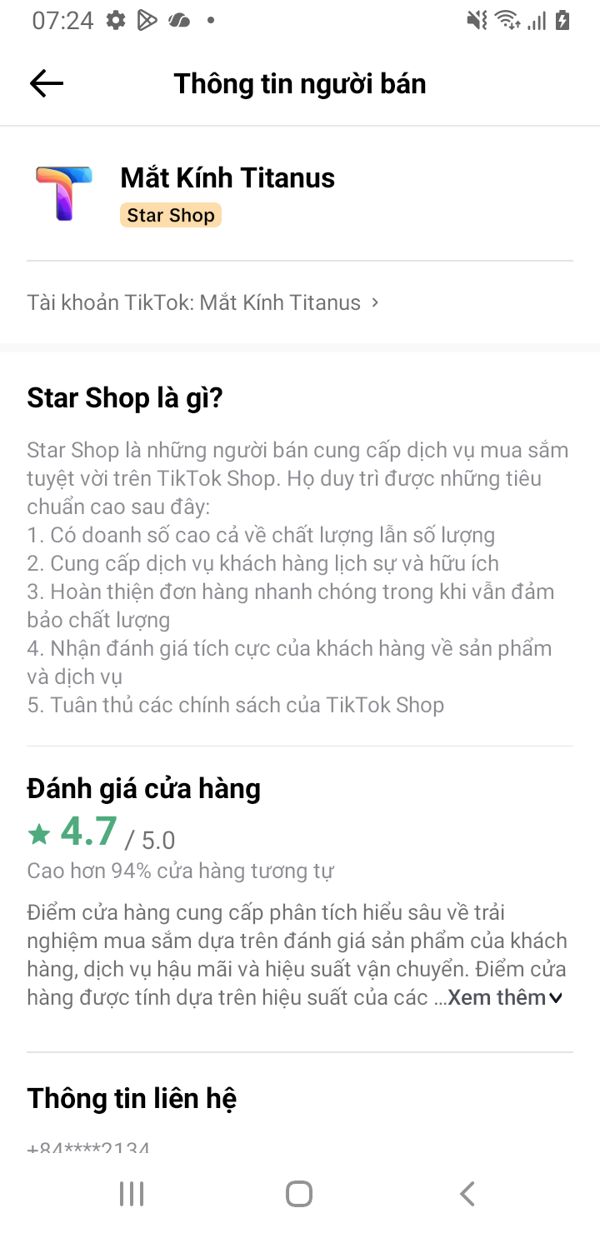 07:24
Thông tin người bán
Mắt Kính Titanus
Star Shop
Tài khoản TikTok: Mắt Kính Titanus
Star Shop là gì?
Star Shop là những người bán cung cấp dịch vụ mua sắm
tuyệt vời trên TikTok Shop. Họ duy trì được những tiêu
chuẩn cao sau đây:
1. Có doanh số cao cả về chất lượng lẫn số lượng
2. Cung cấp dịch vụ khách hàng lịch sự và hữu ích
3. Hoàn thiện đơn hàng nhanh chóng trong khi vẫn đảm
bảo chất lượng
4. Nhận đánh giá tích cực của khách hàng về sản phẩm
và dịch vụ
5. Tuân thủ các chính sách của TikTok Shop
Đánh giá cửa hàng
4.7 / 5.0
Cao hơn 94% cửa hàng tương tự
Điểm cửa hàng cung cấp phân tích hiểu sâu về trải
nghiệm mua sắm dựa trên đánh giá sản phẩm của khách
hàng, dịch vụ hậu mãi và hiệu suất vận chuyển. Điểm cửa
hàng được tính dựa trên hiệu suất của các ...Xem thêm
Thông tin liên hệ
+84****2134